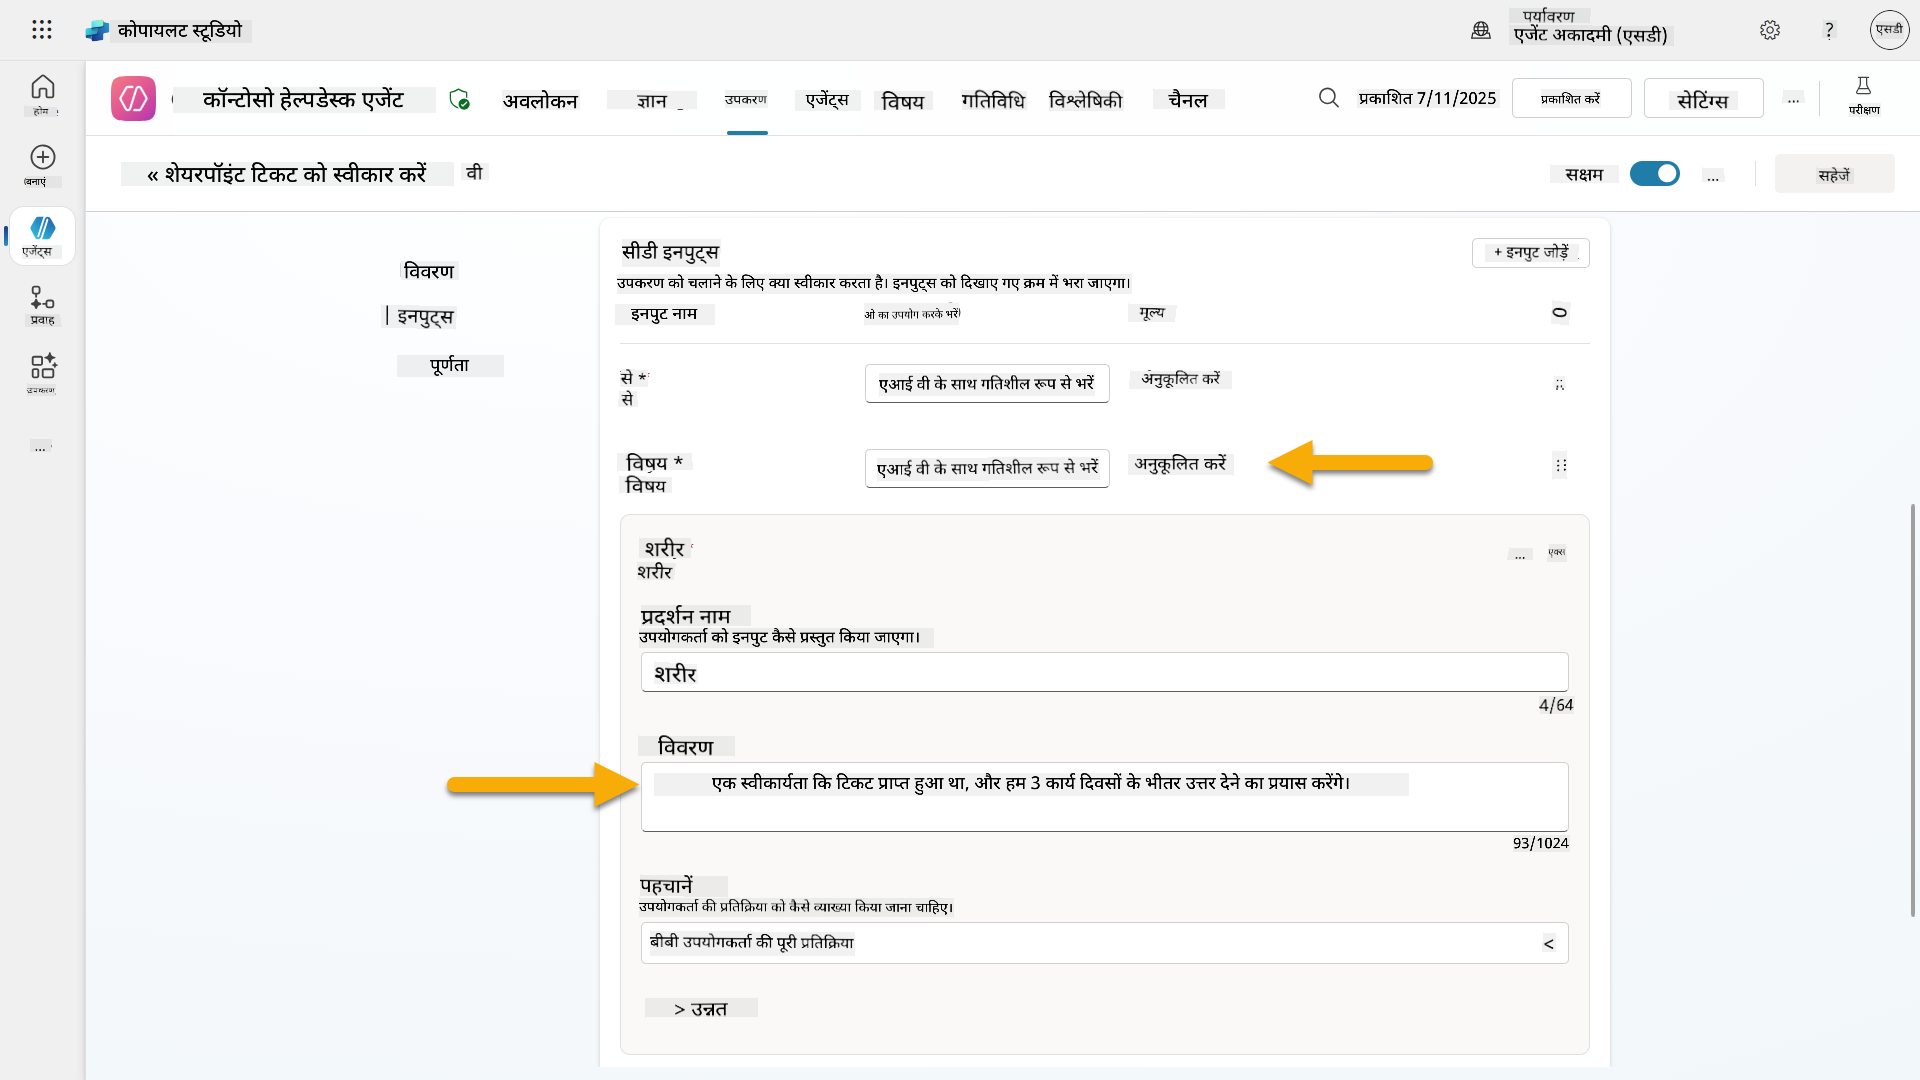 कोपायलट स्टूडियो
पर्यावरण
एजेंट अकादमी (एसडी)
?
एसडी
होम
बनाएं
एजेंट्स
प्रवाह
उपकरण
...
कॉन्टोसो हेल्पडेस्क एजेंट
अवलोकन
ज्ञान
उपकरण
एजेंट्स
विषय
गतिविधि
विश्लेषिकी
चैनल
प्रकाशित 7/11/2025
प्रकाशित करें
सेटिंग्स
...
परीक्षण
« शेयरपॉइंट टिकट को स्वीकार करें
वी
सक्षम
...
सहेजें
विवरण
| इनपुट्स
पूर्णता
सीडी इनपुट्स
+ इनपुट जोड़ें
उपकरण को चलाने के लिए क्या स्वीकार करता है। इनपुट्स को दिखाए गए क्रम में भरा जाएगा।
इनपुट नाम
ओ का उपयोग करके भरें
मूल्य
0
से *
से
एआई वी के साथ गतिशील रूप से भरें
अनुकूलित करें
विषय *
विषय
एआई वी के साथ गतिशील रूप से भरें
अनुकूलित करें
शरीर
शरीर
...
एक्स
प्रदर्शन नाम
उपयोगकर्ता को इनपुट कैसे प्रस्तुत किया जाएगा।
शरीर
4/64
विवरण
एक स्वीकार्यता कि टिकट प्राप्त हुआ था, और हम 3 कार्य दिवसों के भीतर उत्तर देने का प्रयास करेंगे।
93/1024
पहचानें
उपयोगकर्ता की प्रतिक्रिया को कैसे व्याख्या किया जाना चाहिए।
बीबी उपयोगकर्ता की पूरी प्रतिक्रिया
<
> उन्नत